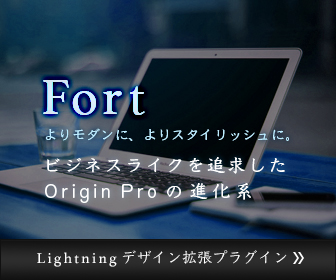 Fort
よりモダンに、よりスタイリッシュに。
ビジネスライクを追求した
Origin Pro の進化系
Lightning デザイン拡張プラグイン »